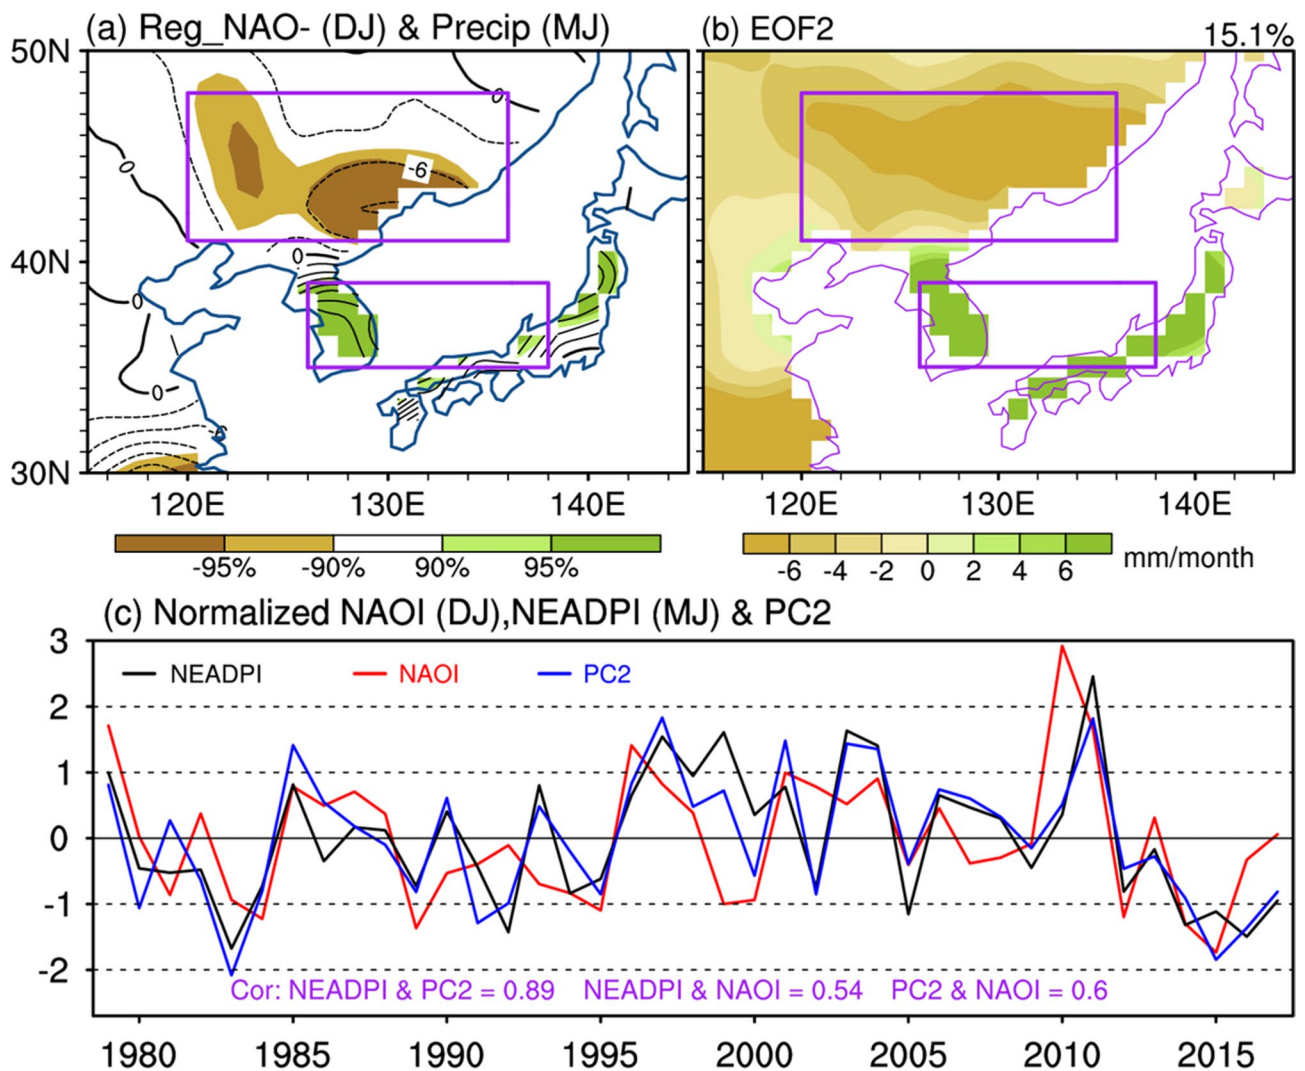 (a) Reg_NAO- (DJ) & Precip (MJ)
(b) EOF2
15.1%
50N
0
0
-6
40N
0
0
0
30N
120E 130E 140E
120E 130E 140E
-95% -90% 90% 95%
-6 -4 -2 0 2 4 6
mm/month
(c) Normalized NAOI (DJ),NEADPI (MJ) & PC2
3
NEADPI NAOI PC2
2
1
0
-1
-2
Cor: NEADPI & PC2 = 0.89 NEADPI & NAOI = 0.54 PC2 & NAOI = 0.6
1980 1985 1990 1995 2000 2005 2010 2015